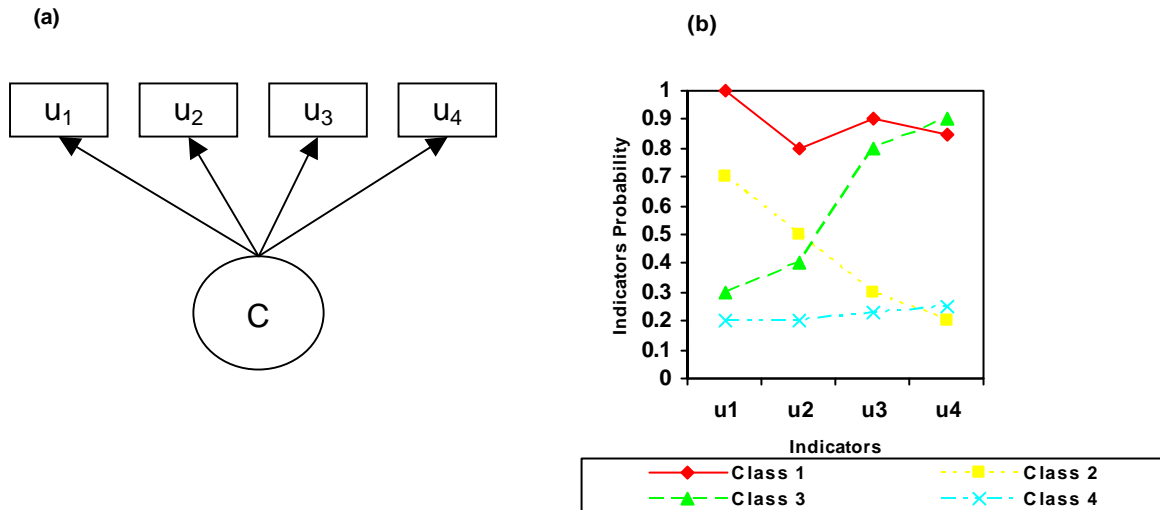 (a)
u1 u2 u3 u4
C
(b)
Indicators Probability
1
0.9
0.8
0.7
0.6
0.5
0.4
0.3
0.2
0.1
0
u1 u2 u3 u4
Indicators
Class 1 Class 2
Class 3 Class 4